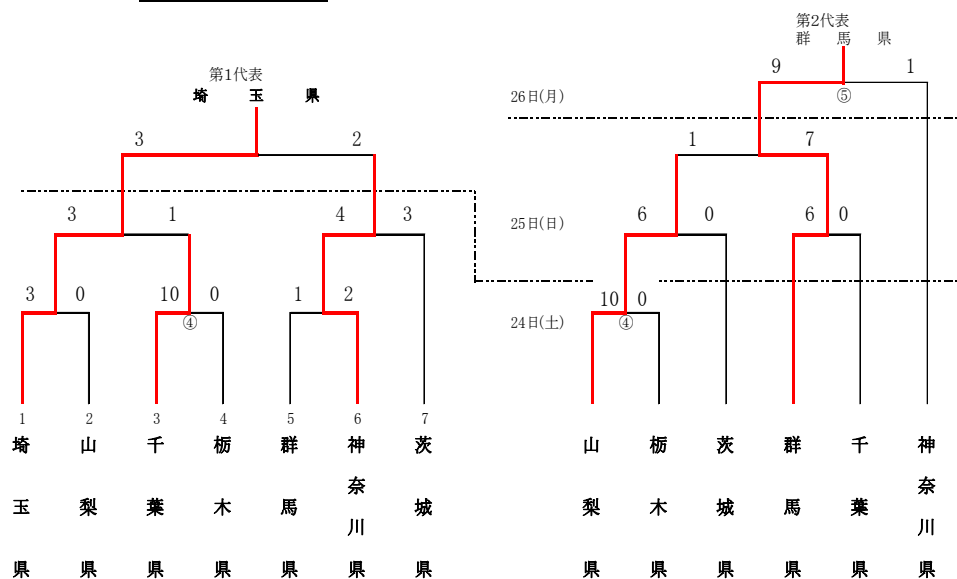 第2代表
群 馬 県
9 1
第1代表
埼 玉 県
26日(月)
⑤
3 2
1 7
3 1 4 3
25日(日)
6 0 6 0
3 0 10 0 1 2
④
24日(土)
10 0
④
1 2 3 4 5 6 7
埼玉県
山梨県
千葉県
栃木県
群馬県
神奈川県
茨城県
山梨県
栃木県
茨城県
群馬県
千葉県
神奈川県